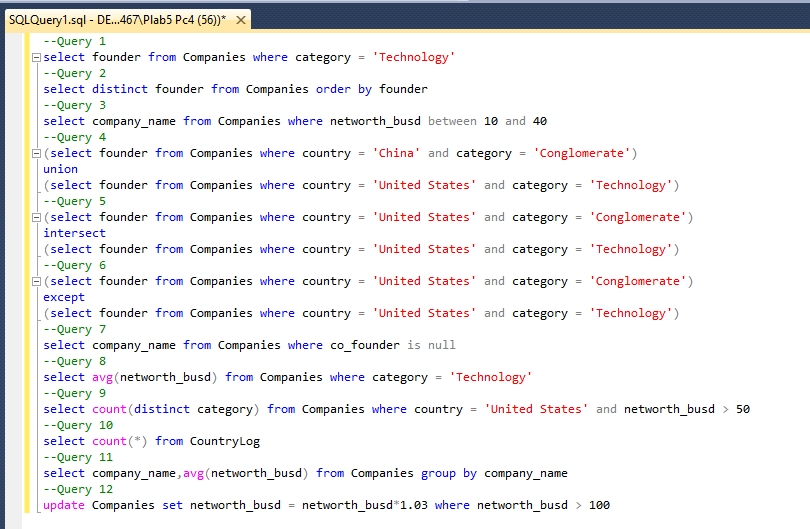 SQLQuery1.sql - DE...467\Plab5 Pc4 (56))*
--Query 1
select founder from Companies where category = 'Technology'
--Query 2
select distinct founder from Companies order by founder
--Query 3
select company_name from Companies where networth_busd between 10 and 40
--Query 4
(select founder from Companies where country = 'China' and category = 'Conglomerate')
union
(select founder from Companies where country = 'United States' and category = 'Technology')
--Query 5
(select founder from Companies where country = 'United States' and category = 'Conglomerate')
intersect
(select founder from Companies where country = 'United States' and category = 'Technology')
--Query 6
(select founder from Companies where country = 'United States' and category = 'Conglomerate')
except
(select founder from Companies where country = 'United States' and category = 'Technology')
--Query 7
select company_name from Companies where co_founder is null
--Query 8
select avg(networth_busd) from Companies where category = 'Technology'
--Query 9
select count(distinct category) from Companies where country = 'United States' and networth_busd > 50
--Query 10
select count(*) from CountryLog
--Query 11
select company_name,avg(networth_busd) from Companies group by company_name
--Query 12
update Companies set networth_busd = networth_busd*1.03 where networth_busd > 100